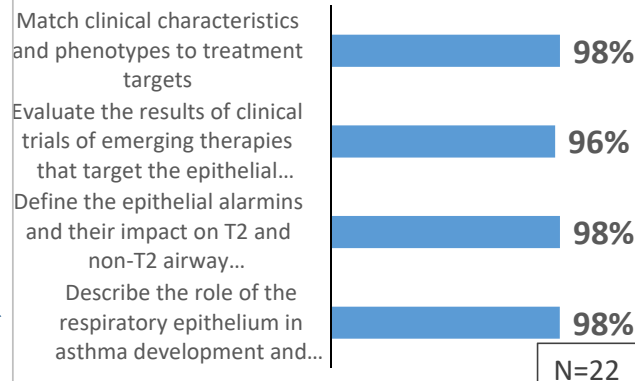 Match clinical characteristics
and phenotypes to treatment
targets
98%
Evaluate the results of clinical
trials of emerging therapies
that target the epithelial…
96%
Define the epithelial alarmins
and their impact on T2 and
non-T2 airway…
98%
Describe the role of the
respiratory epithelium in
asthma development and…
98%
N=22